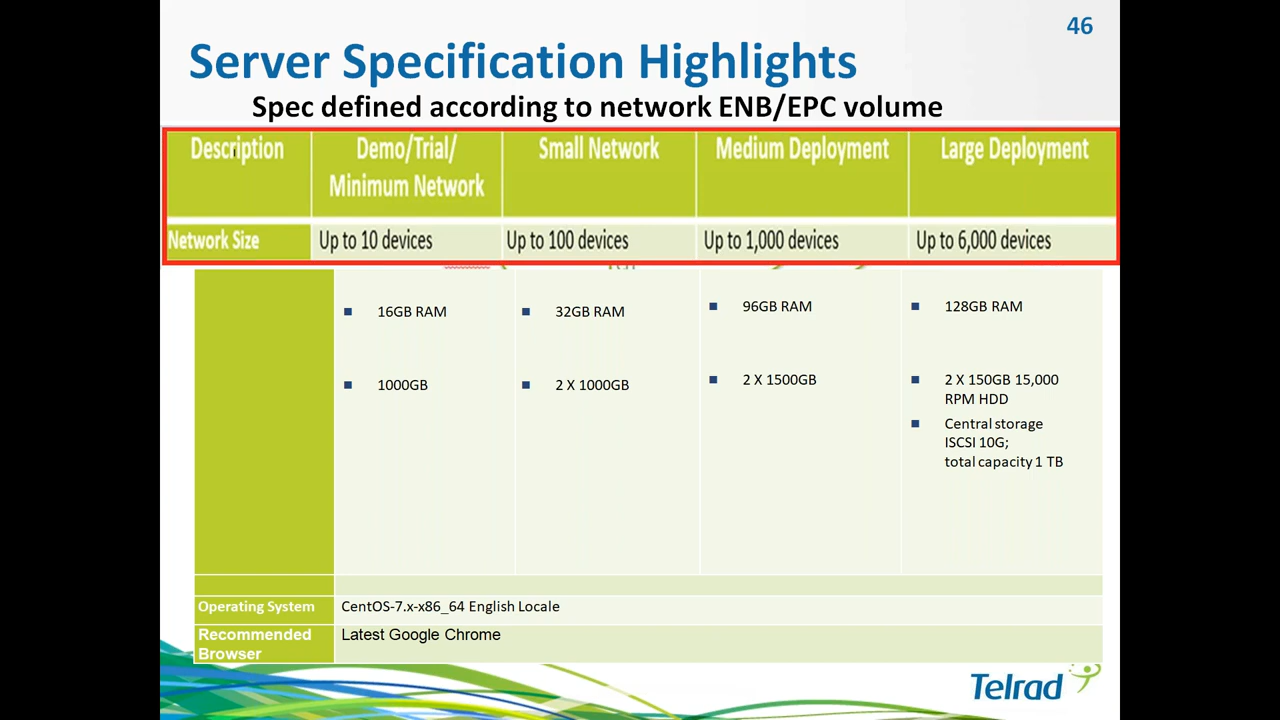 46
Server Specification Highlights
Spec defined according to network ENB/EPC volume
Description
Demo/Trial/
Minimum Network
Small Network
Medium Deployment
Large Deployment
Network Size
Up to 10 devices
Up to 100 devices
Up to 1,000 devices
Up to 6,000 devices
16GB RAM
32GB RAM
96GB RAM
128GB RAM
1000GB
2 X 1000GB
2 X 1500GB
2 X 150GB 15,000
RPM HDD
Central storage
ISCSI 10G;
total capacity 1 TB
Operating System
CentOS-7.x-x86_64 English Locale
Recommended
Browser
Latest Google Chrome
Telrad